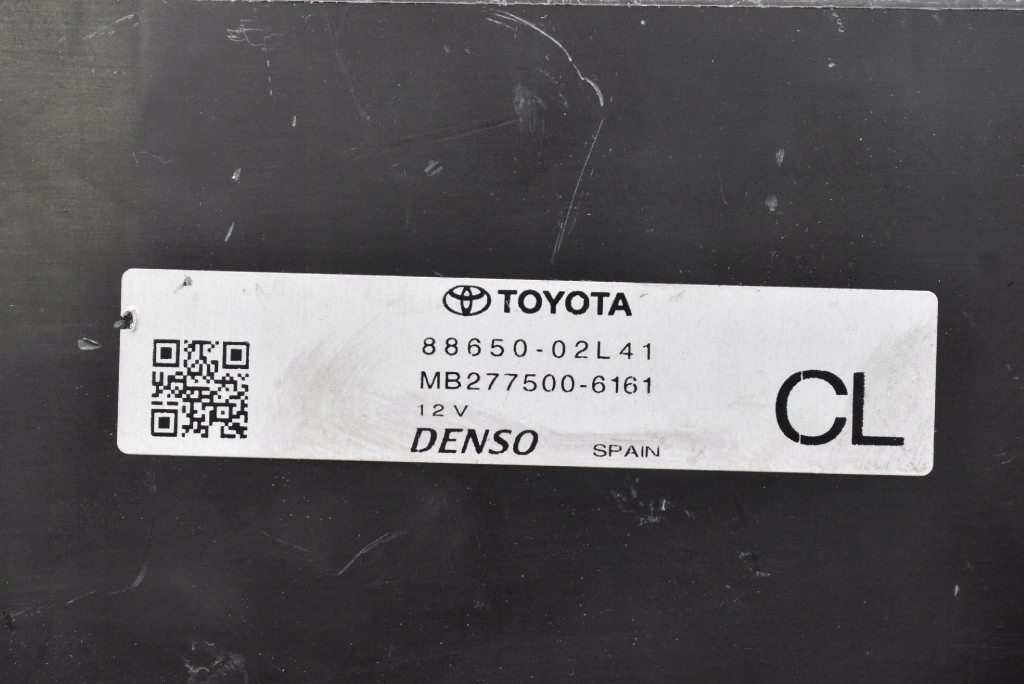 TOYOTA
88650-02L41
MB277500-6161
12V
DENSO SPAIN
CL